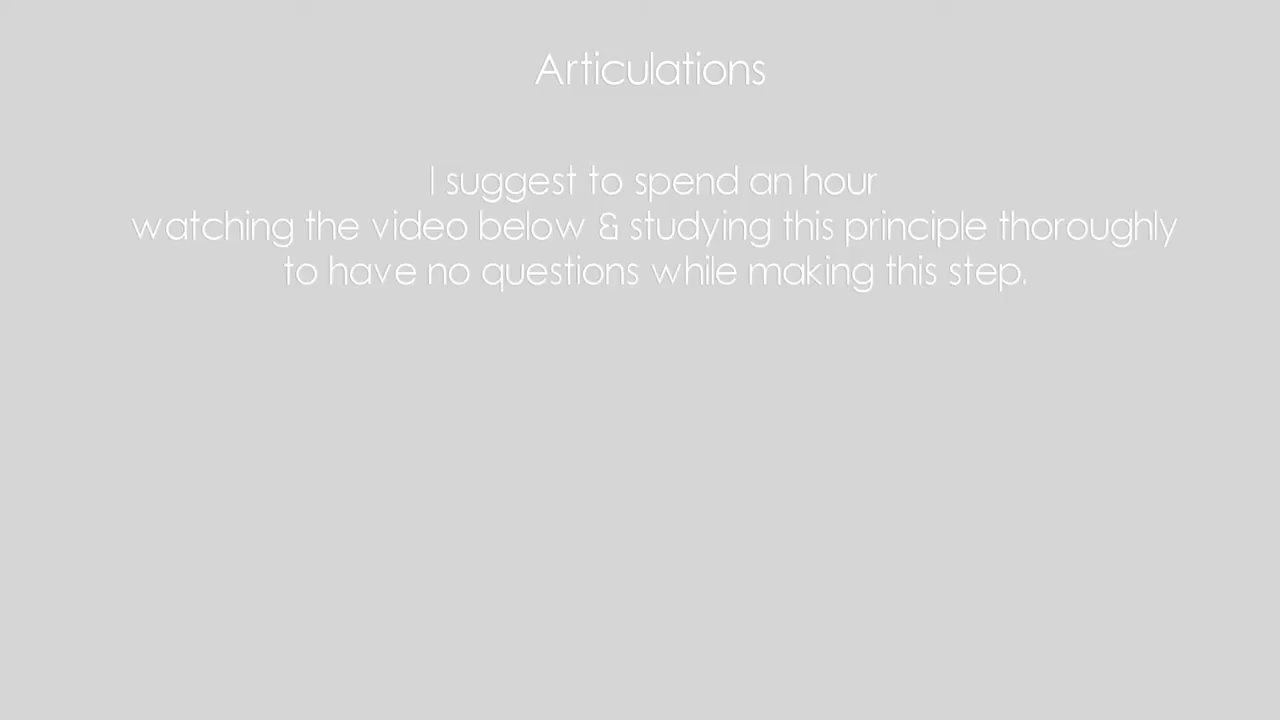 Articulations
I suggest to spend an hour
watching the video below & studying this principle thoroughly
to have no questions while making this step.